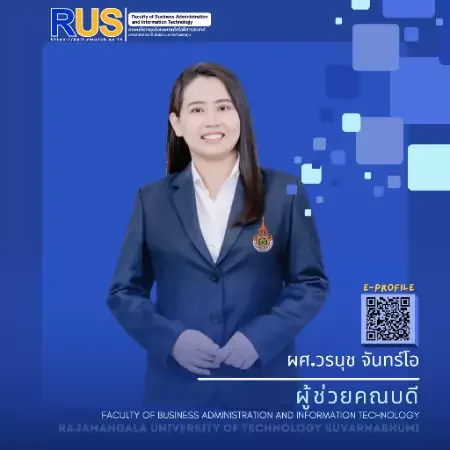 RUS
Faculty of Business Administration
and Information Technology
E-PROFILE
ผศ.วรนุช จันทร์โอ
ผู้ช่วยคณบดี
FACULTY OF BUSINESS ADMINISTRATION AND INFORMATION TECHNOLOGY
RAJAMANGALA UNIVERSITY OF TECHNOLOGY SUVARNABHUMI